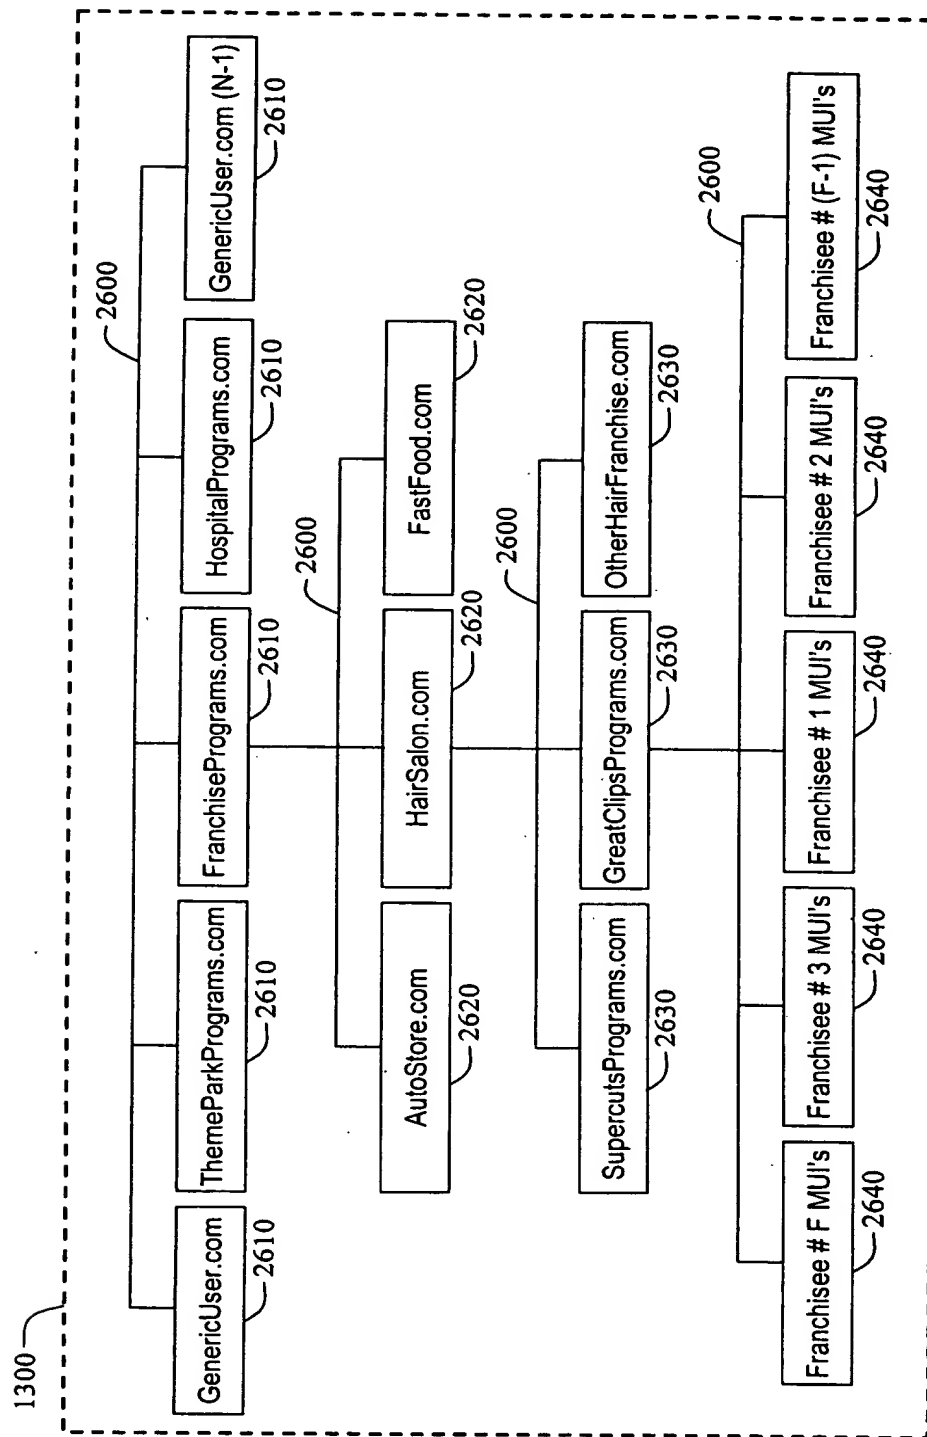 1300
2600
GenericUser.com
2610
ThemeParkPrograms.com
2610
FranchisePrograms.com
2610
HospitalPrograms.com
2610
GenericUser.com (N-1)
2610
2600
AutoStore.com
2620
HairSalon.com
2620
FastFood.com
2620
2600
SupercutsPrograms.com
2630
GreatClipsPrograms.com
2630
OtherHairFranchise.com
2630
2600
Franchisee # F MUI's
2640
Franchisee # 3 MUI's
2640
Franchisee # 1 MUI's
2640
Franchisee # 2 MUI's
2640
Franchisee # (F-1) MUI's
2640